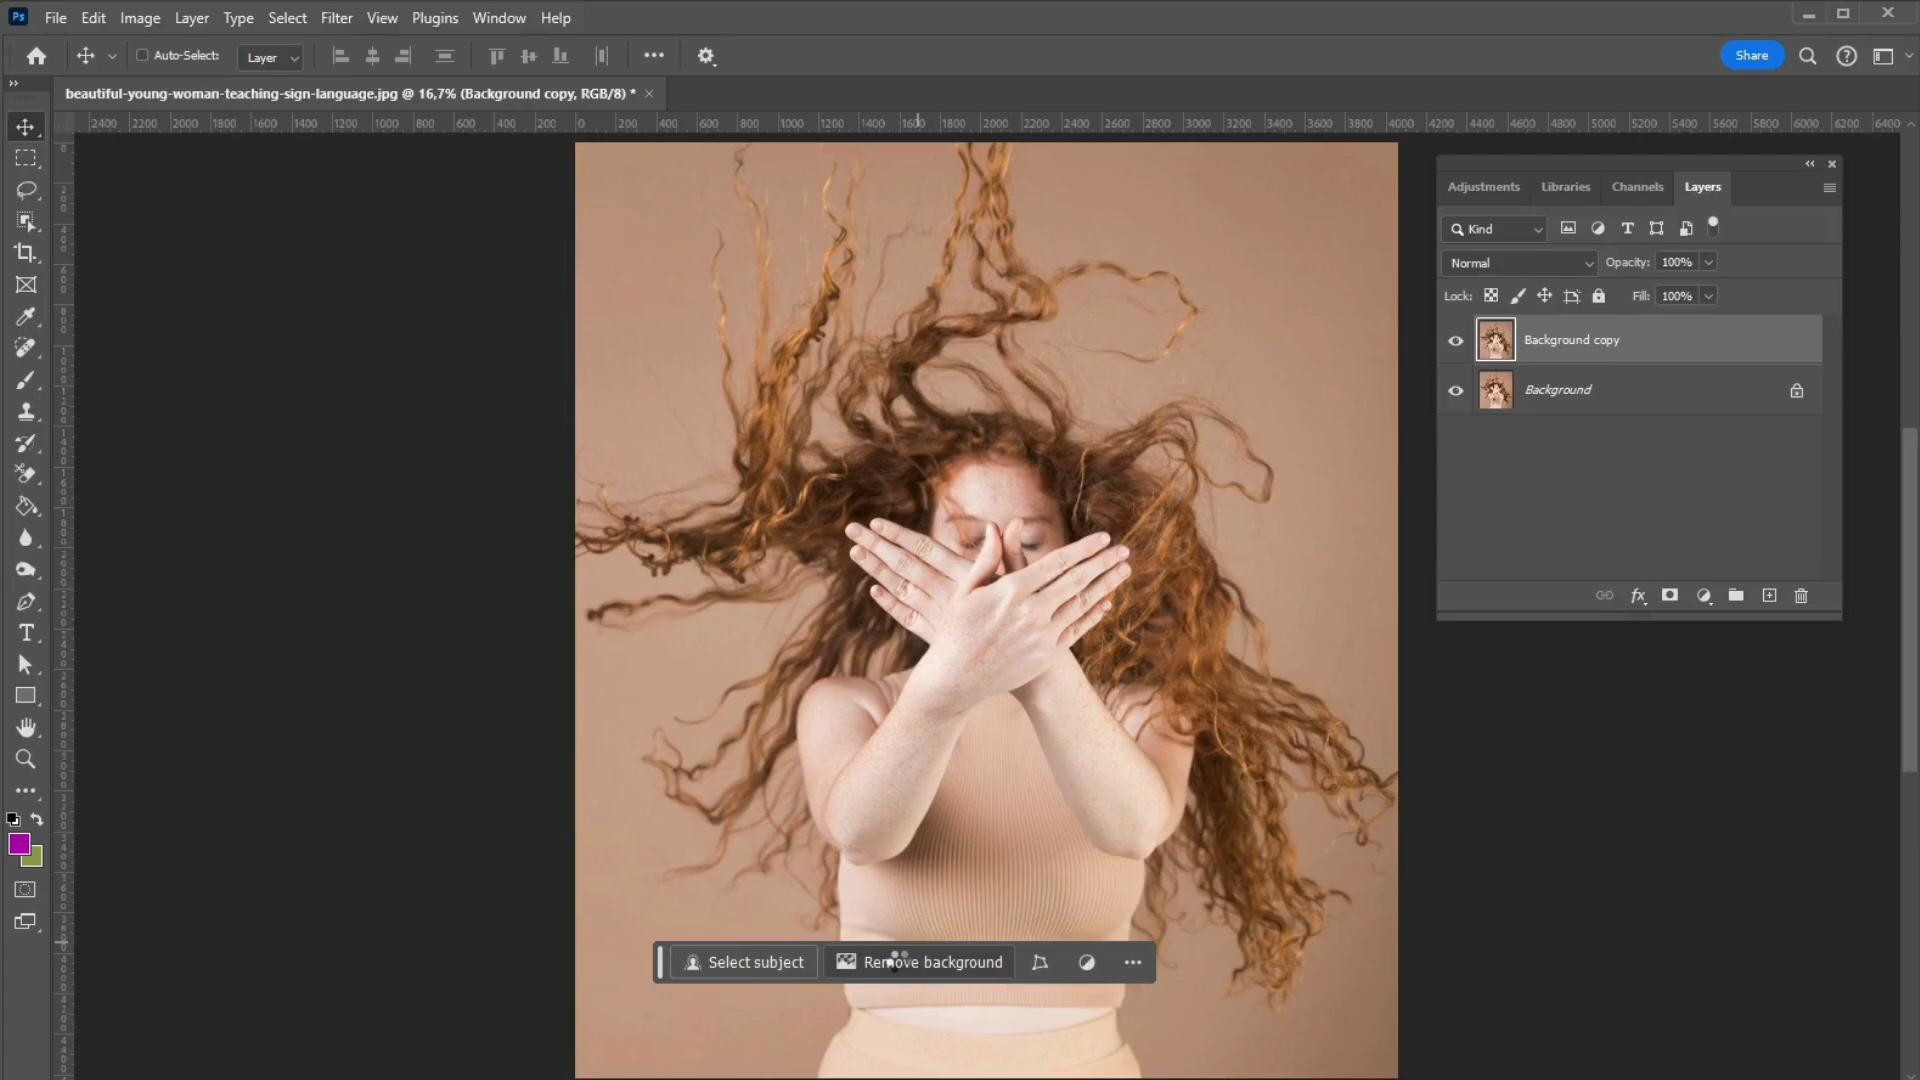 Ps File Edit Image Layer Type Select Filter View Plugins Window Help
Auto-Select: Layer Share
beautiful-young-woman-teaching-sign-language.jpg @ 16,7% (Background copy, RGB/8) *
2400 2200 2000 1800 1600 1400 1200 1000 800 600 400 200 0 200 400 600 800 1000 1200 1400 1600 1800 2000 2200 2400 2600 2800 3000 3200 3400 3600 3800 4000 4200 4400 4600 4800 5000 5200 5400 5600 5800 6000 6200 6400
Adjustments Libraries Channels Layers
Kind
Normal Opacity: 100%
Lock: Fill: 100%
Background copy
Background
fx
Select subject Remove background